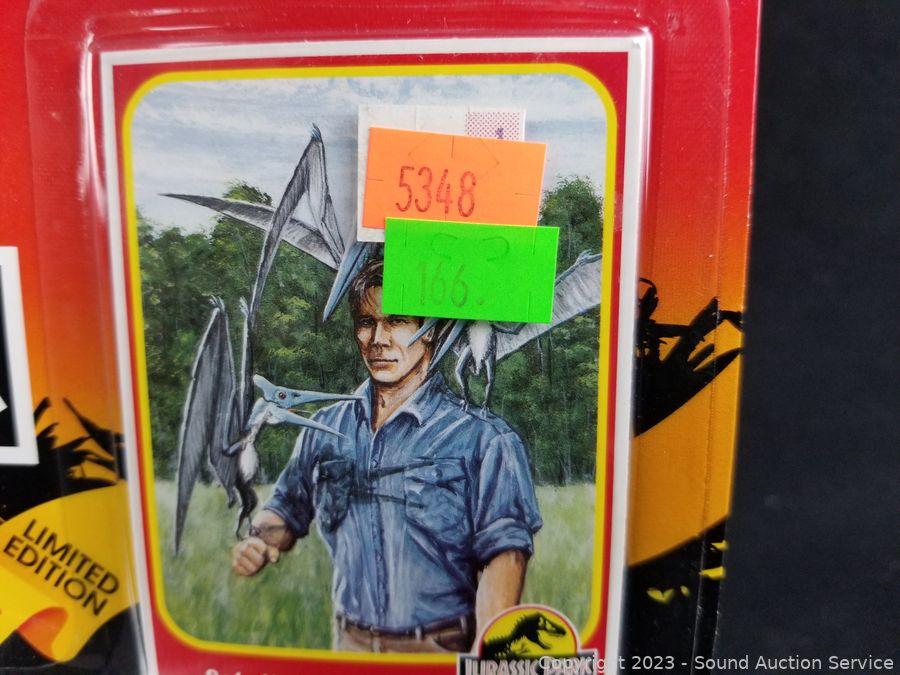 5348
166.
LIMITED
EDITION
JURASSIC PARK
Copyright © 2023 - Sound Auction Service